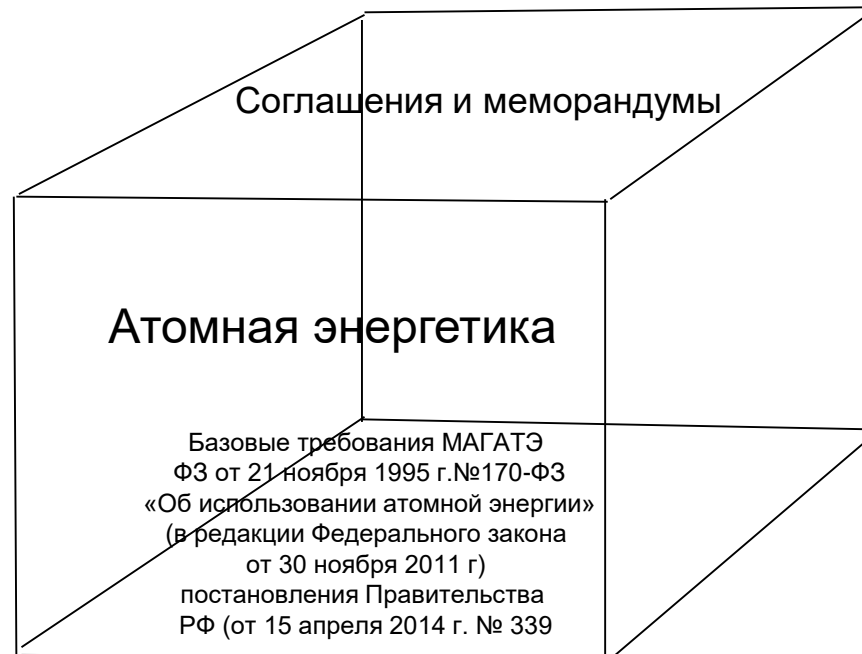 Соглашения и меморандумы
Атомная энергетика
Базовые требования МАГАТЭ
ФЗ от 21 ноября 1995 г.№170-ФЗ
«Об использовании атомной энергии»
(в редакции Федерального закона
от 30 ноября 2011 г)
постановления Правительства
РФ (от 15 апреля 2014 г. № 339